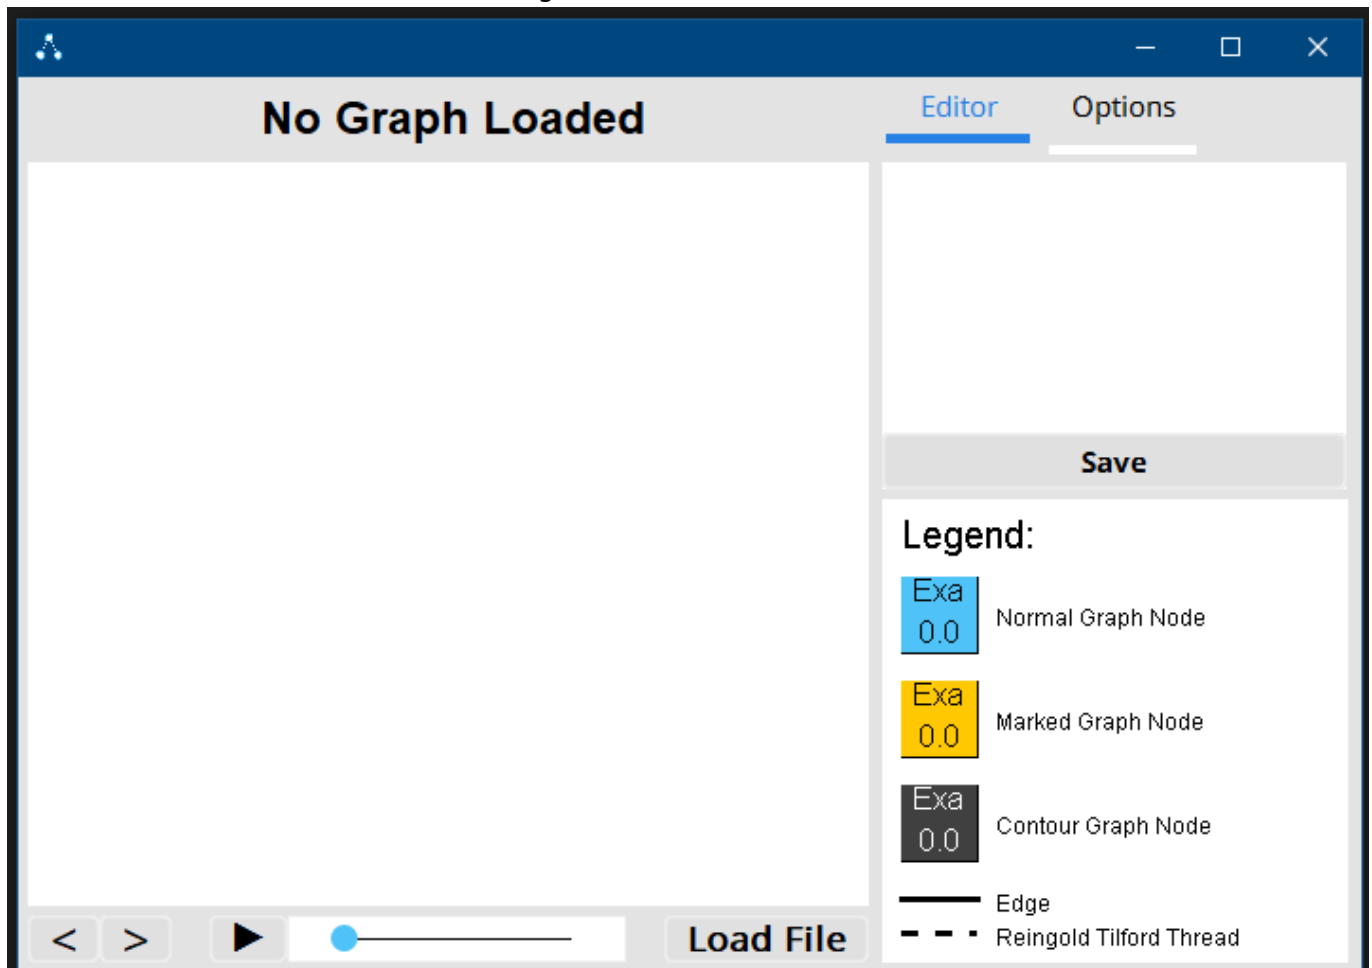 No Graph Loaded
Editor
Options
Save
Legend:
Exa
0.0
Normal Graph Node
Exa
0.0
Marked Graph Node
Exa
0.0
Contour Graph Node
Edge
Reingold Tilford Thread
< >
Load File